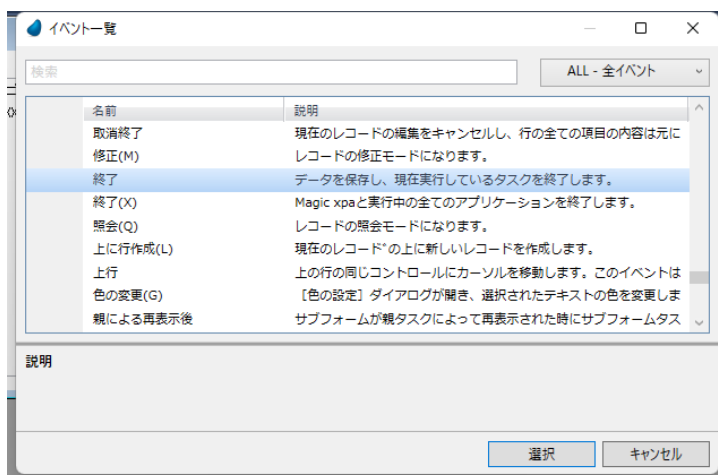 イベント一覧
検索
ALL - 全イベント
名前 説明
取消終了 現在のレコードの編集をキャンセルし、行の全ての項目の内容は元に
修正(M) レコードの修正モードになります。
終了 データを保存し、現在実行しているタスクを終了します。
終了(X) Magic xpaと実行中の全てのアプリケーションを終了します。
照会(Q) レコードの照会モードになります。
上に行作成(L) 現在のレコード゛の上に新しいレコードを作成します。
上行 上の行の同じコントロールにカーソルを移動します。このイベントは
色の変更(G) [色の設定] ダイアログが開き、選択されたテキストの色を変更しま
親による再表示後 サブフォームが親タスクによって再表示された時にサブフォームタス
説明
選択 キャンセル